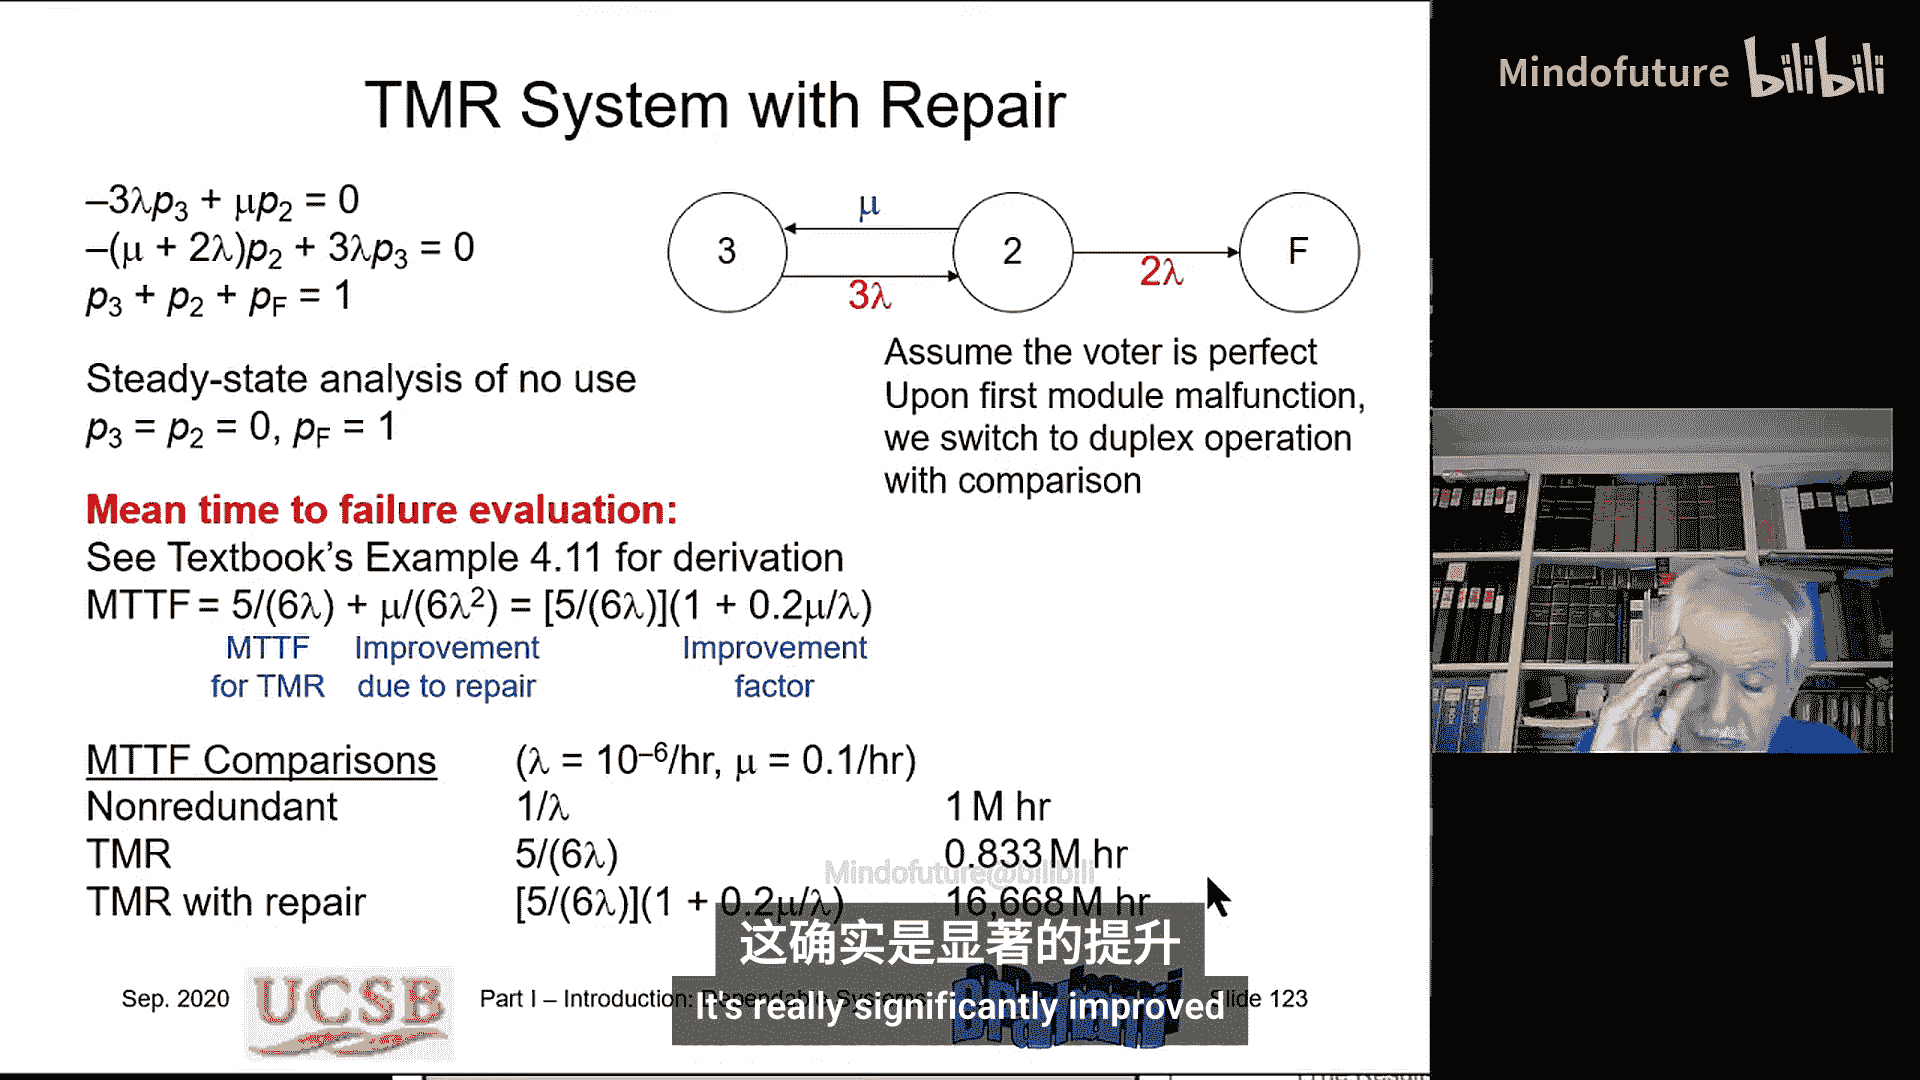 Mindofuture bilibili
TMR System with Repair
–3λp3 + μp2 = 0
–(μ + 2λ)p2 + 3λp3 = 0
p3 + p2 + pF = 1
3
μ
3λ
2
2λ
F
Assume the voter is perfect
Upon first module malfunction,
we switch to duplex operation
with comparison
Steady-state analysis of no use
p3 = p2 = 0, pF = 1
Mean time to failure evaluation:
See Textbook's Example 4.11 for derivation
MTTF = 5/(6λ) + μ/(6λ²) = [5/(6λ)](1 + 0.2μ/λ)
MTTF Improvement Improvement
for TMR due to repair factor
MTTF Comparisons (λ = 10⁻⁶/hr, μ = 0.1/hr)
Nonredundant 1/λ 1 M hr
TMR 5/(6λ) 0.833 M hr
Mindofuture@bilibili
TMR with repair [5/(6λ)](1 + 0.2μ/λ) 16,668 M hr
这确实是显著的提升
It's really significantly improved
Sep. 2020 UCSB Part I – Introduction: Slide 123